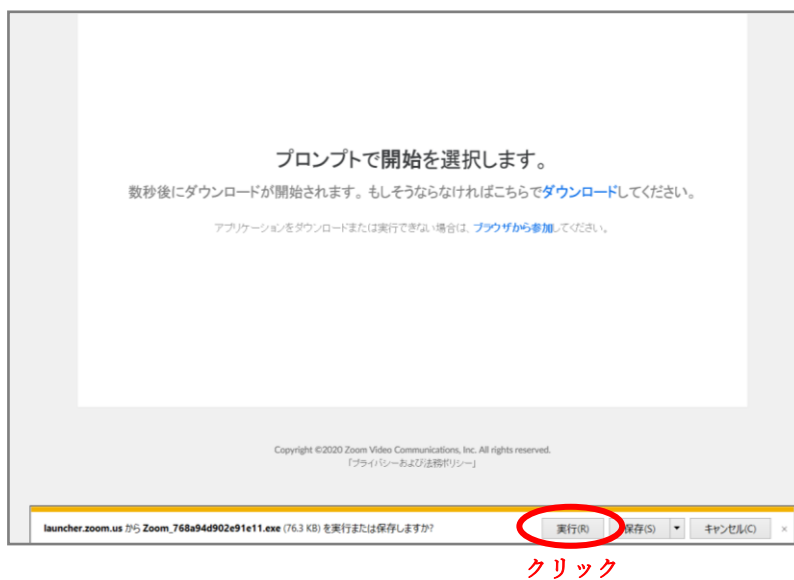 プロンプトで開始を選択します。
数秒後にダウンロードが開始されます。もしそうならなければこちらでダウンロードしてください。
アプリケーションをダウンロードまたは実行できない場合は、ブラウザから参加してください。
Copyright ©2020 Zoom Video Communications, Inc. All rights reserved.
「プライバシーおよび法務ポリシー」
launcher.zoom.us から Zoom_768a94d902e91e11.exe (76.3 KB) を実行または保存しますか? 実行(R) 保存(S) ▼ キャンセル(C) ×
クリック